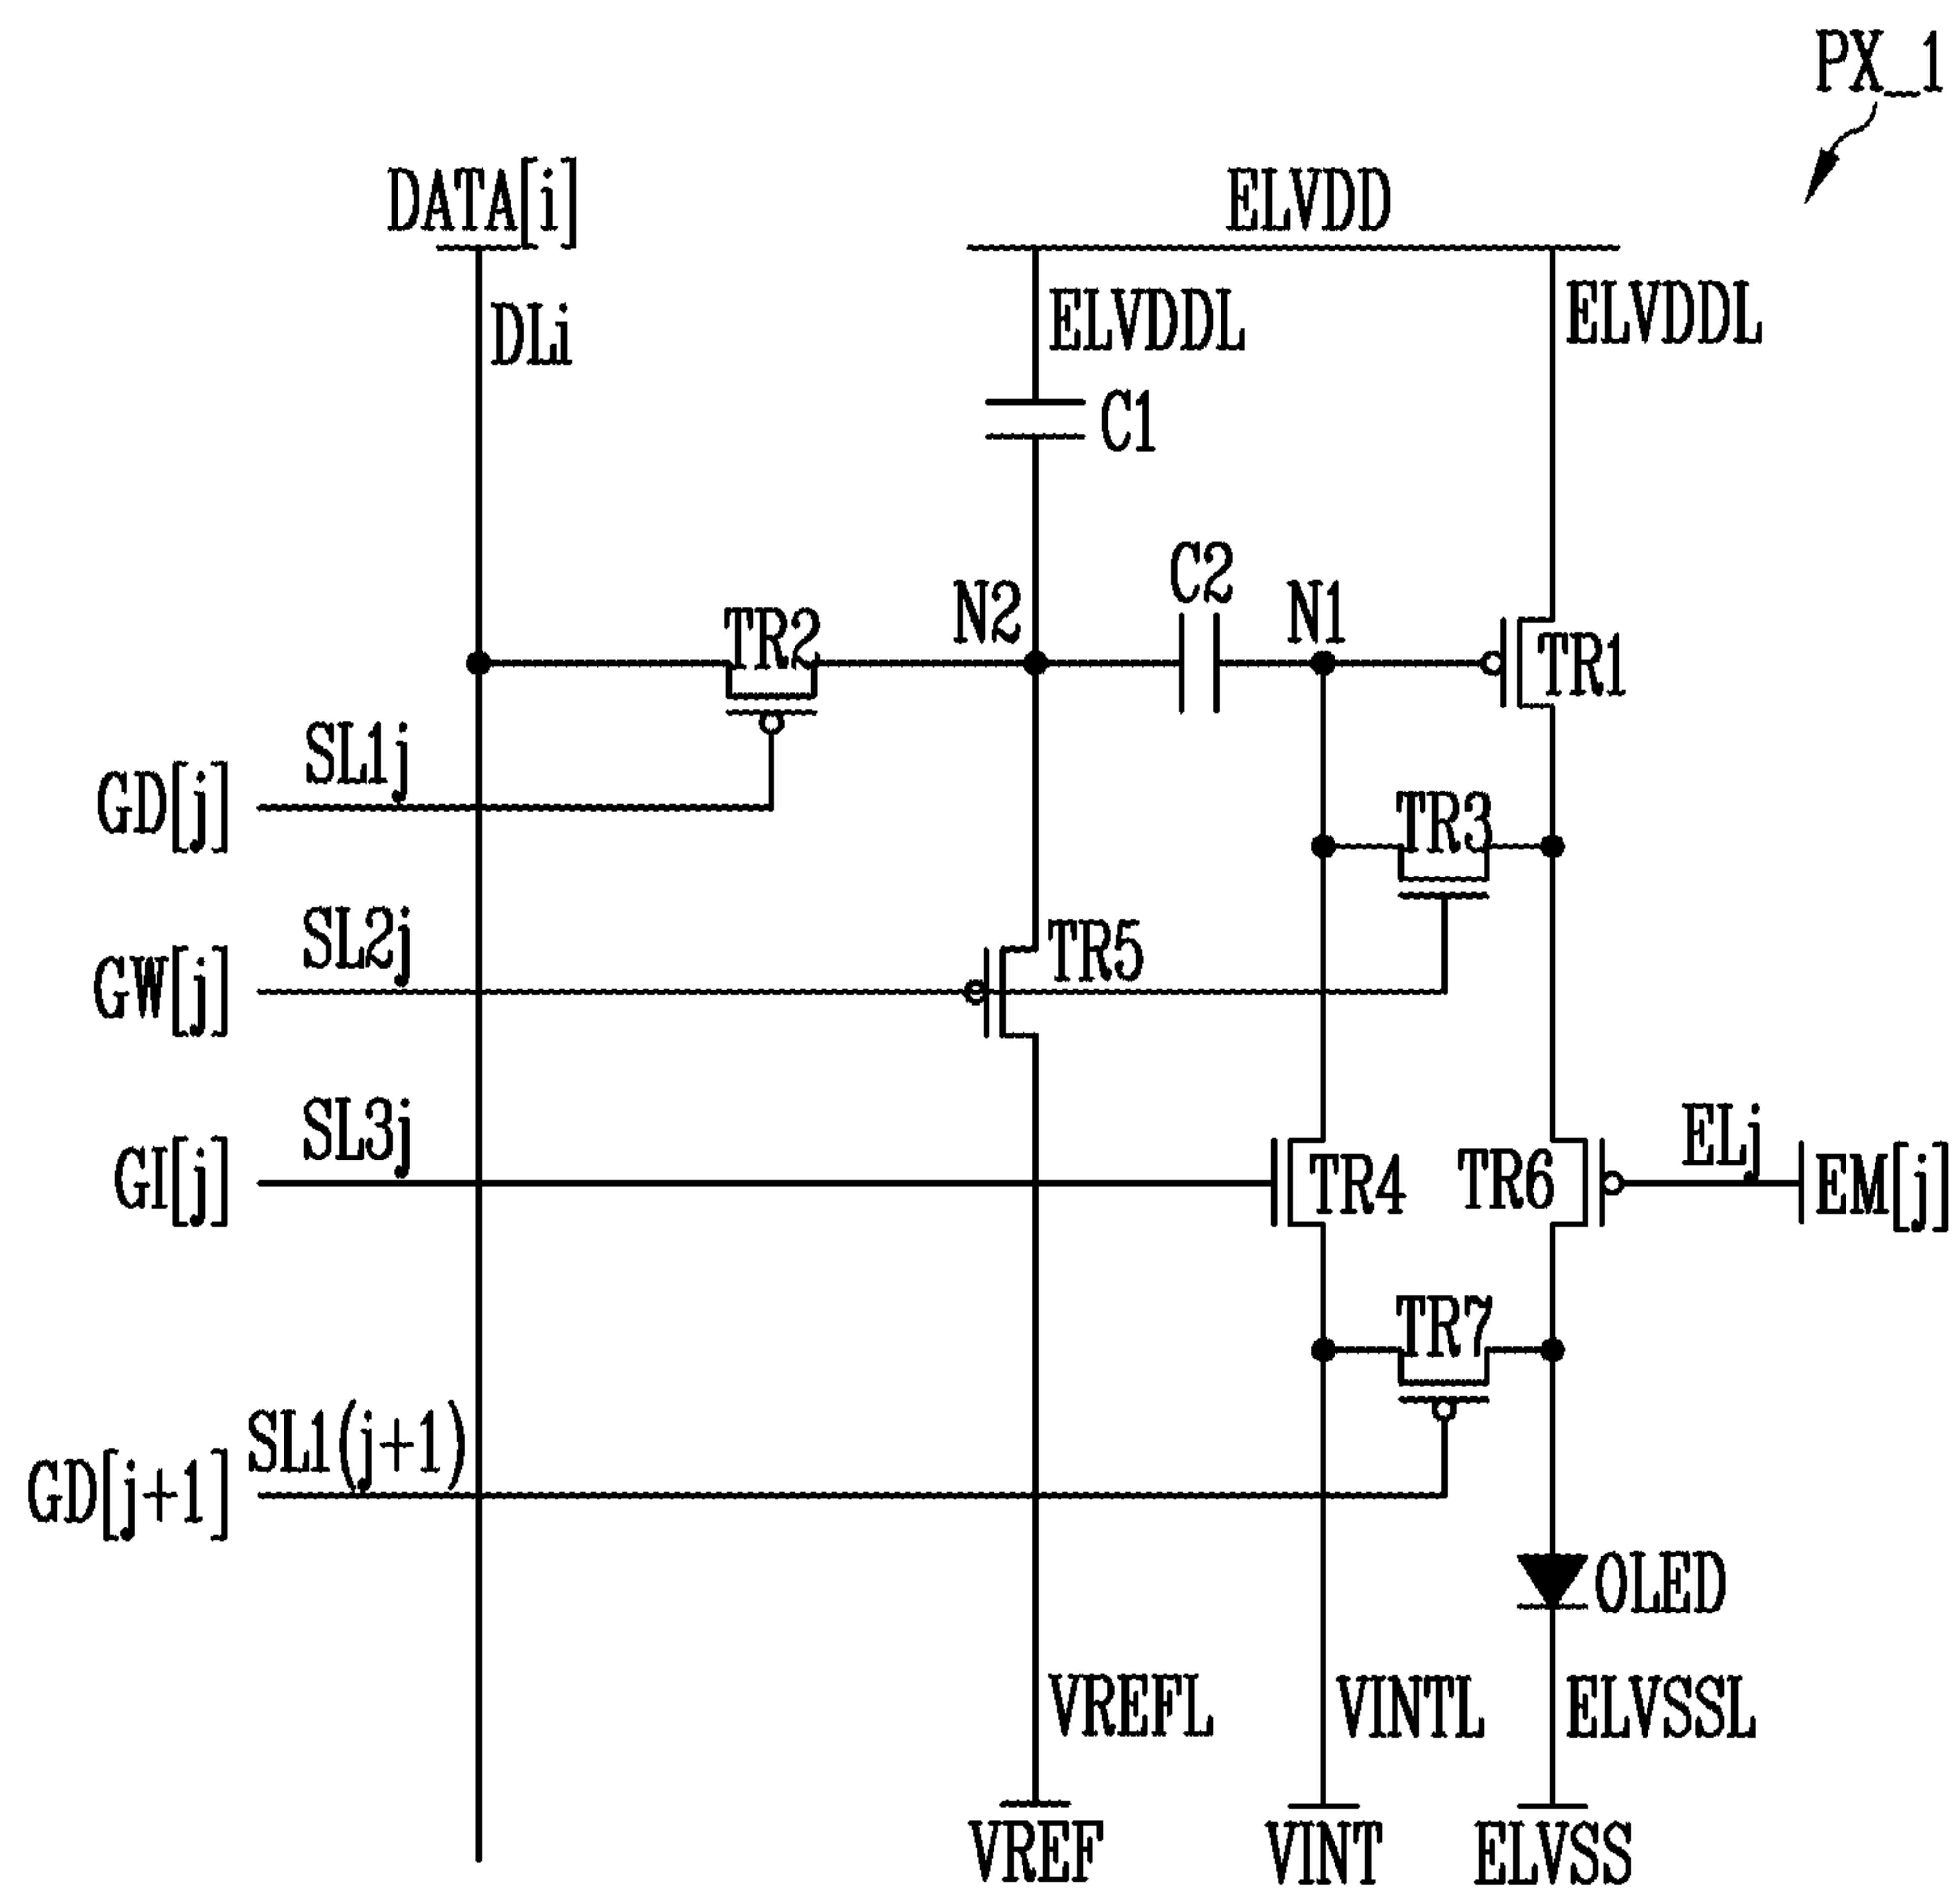 PX_1
DATA[i]
ELVDD
DLi
ELVDDL
ELVDDL
C1
C2
N2
N1
TR2
TR1
SL1j
GD[j]
TR3
SL2j
TR5
GW[j]
SL3j
GI[j]
TR4
TR6
ELj
EM[j]
TR7
SL1(j+1)
GD[j+1]
OLED
VREFL
VINTL
ELVSSL
VREF
VINT
ELVSS